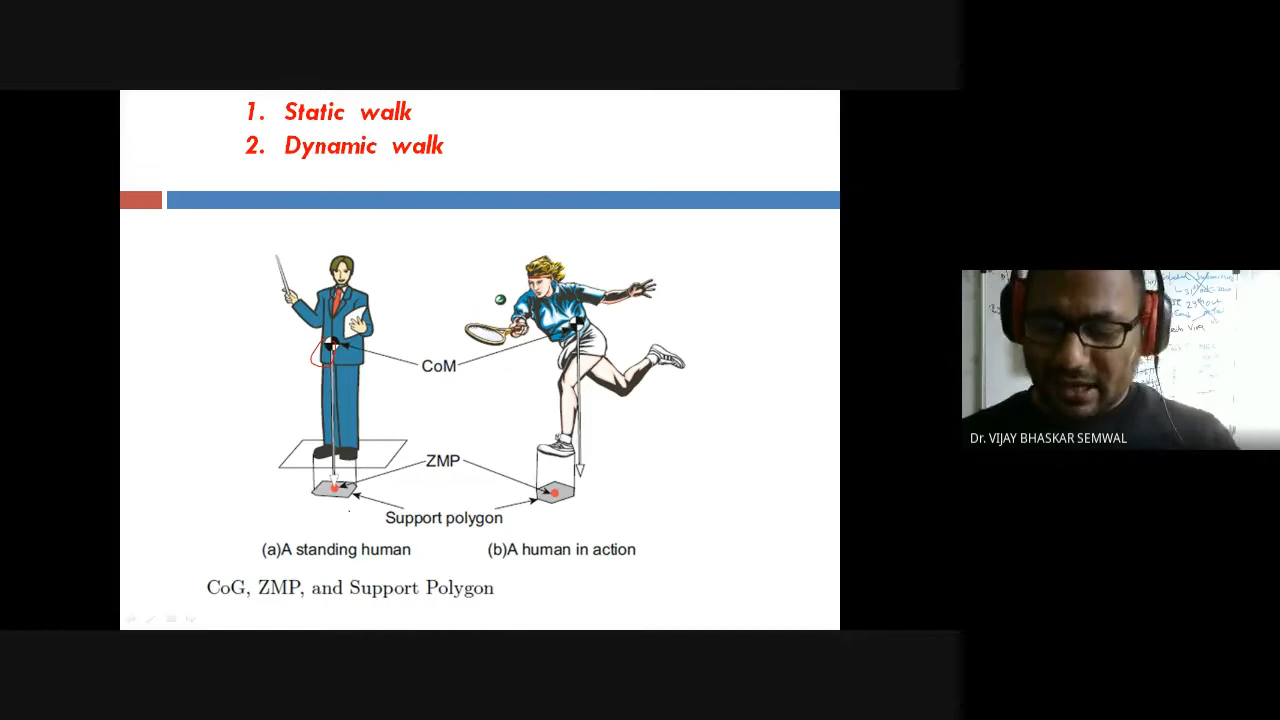 1. Static walk
2. Dynamic walk
CoM
ZMP
Support polygon
(a)A standing human
(b)A human in action
CoG, ZMP, and Support Polygon
Dr. VIJAY BHASKAR SEMWAL